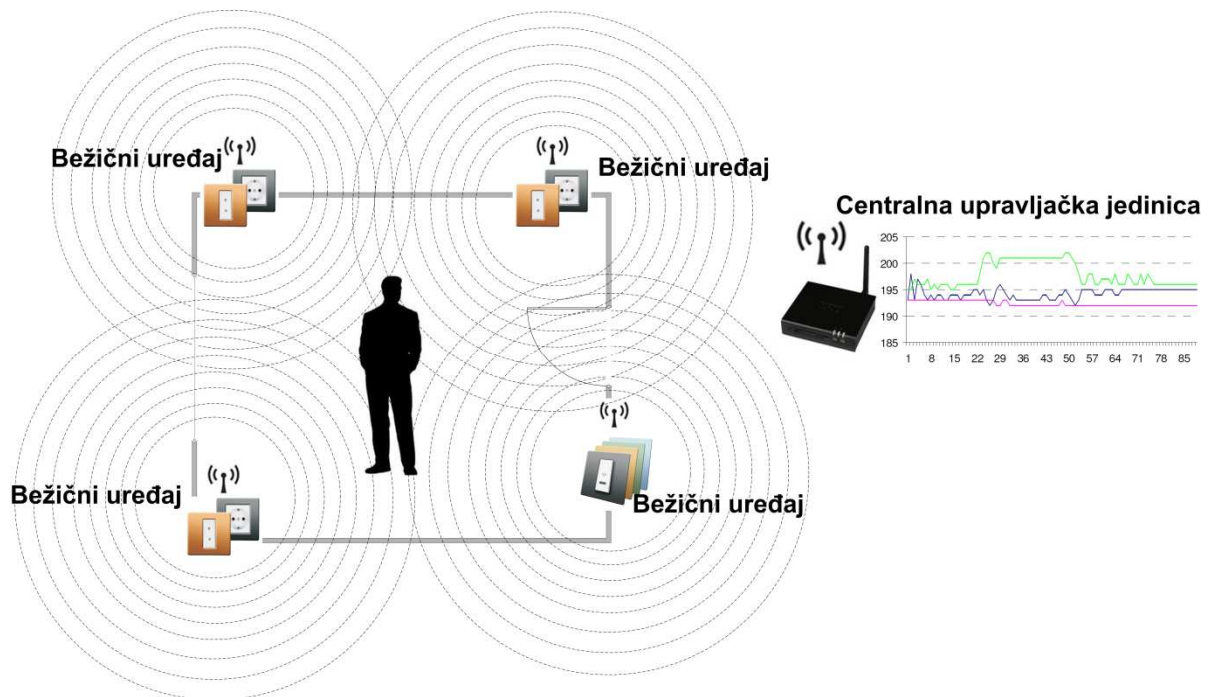 Bežični uređaj
Bežični uređaj
Centralna upravljačka jedinica
205
200
195
190
185
1 8 15 22 29 36 43 50 57 64 71 78 85
Bežični uređaj
Bežični uređaj